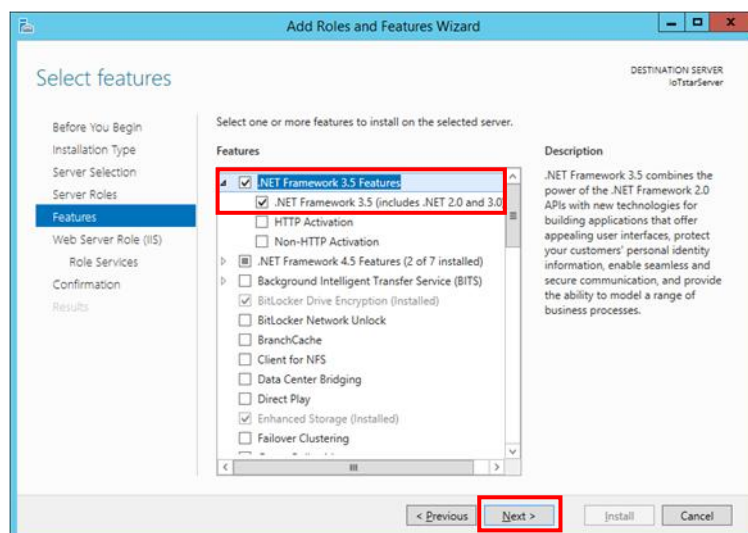 Add Roles and Features Wizard
Select features
DESTINATION SERVER
IoTstarServer
Before You Begin
Installation Type
Server Selection
Server Roles
Features
Web Server Role (IIS)
Role Services
Confirmation
Results
Select one or more features to install on the selected server.
Features
.NET Framework 3.5 Features
.NET Framework 3.5 (includes .NET 2.0 and 3.0)
HTTP Activation
Non-HTTP Activation
.NET Framework 4.5 Features (2 of 7 installed)
Background Intelligent Transfer Service (BITS)
BitLocker Drive Encryption (Installed)
BitLocker Network Unlock
BranchCache
Client for NFS
Data Center Bridging
Direct Play
Enhanced Storage (Installed)
Failover Clustering
Description
.NET Framework 3.5 combines the
power of the .NET Framework 2.0
APIs with new technologies for
building applications that offer
appealing user interfaces, protect
your customers' personal identity
information, enable seamless and
secure communication, and provide
the ability to model a range of
business processes.
< Previous
Next >
Install
Cancel